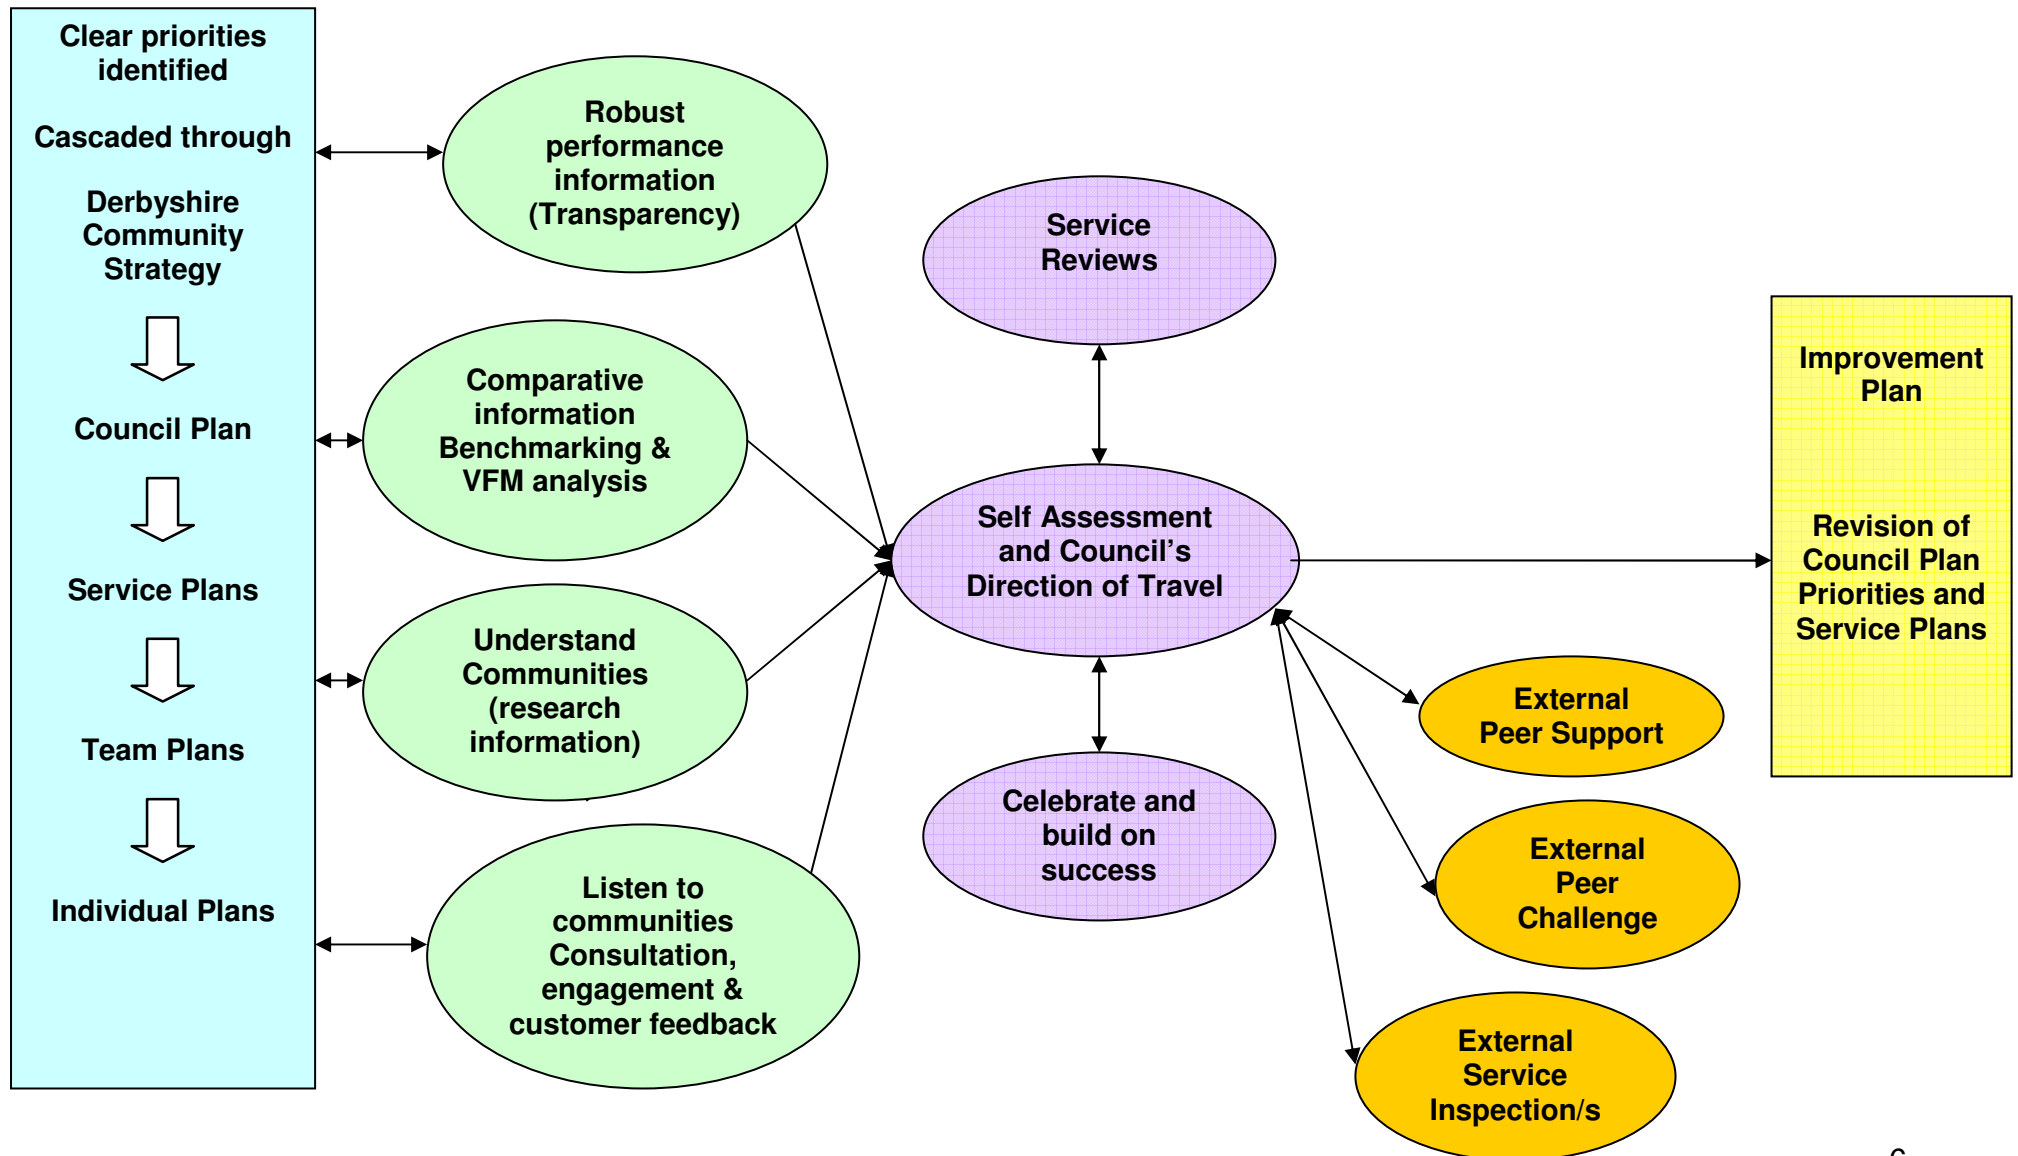 Clear priorities
identified
Cascaded through
Derbyshire
Community
Strategy
Council Plan
Service Plans
Team Plans
Individual Plans
Robust
performance
information
(Transparency)
Comparative
information
Benchmarking &
VFM analysis
Understand
Communities
(research
information)
Listen to
communities
Consultation,
engagement &
customer feedback
Service
Reviews
Self Assessment
and Council’s
Direction of Travel
Celebrate and
build on
success
External
Peer Support
External
Peer
Challenge
External
Service
Inspection/s
Improvement
Plan
Revision of
Council Plan
Priorities and
Service Plans